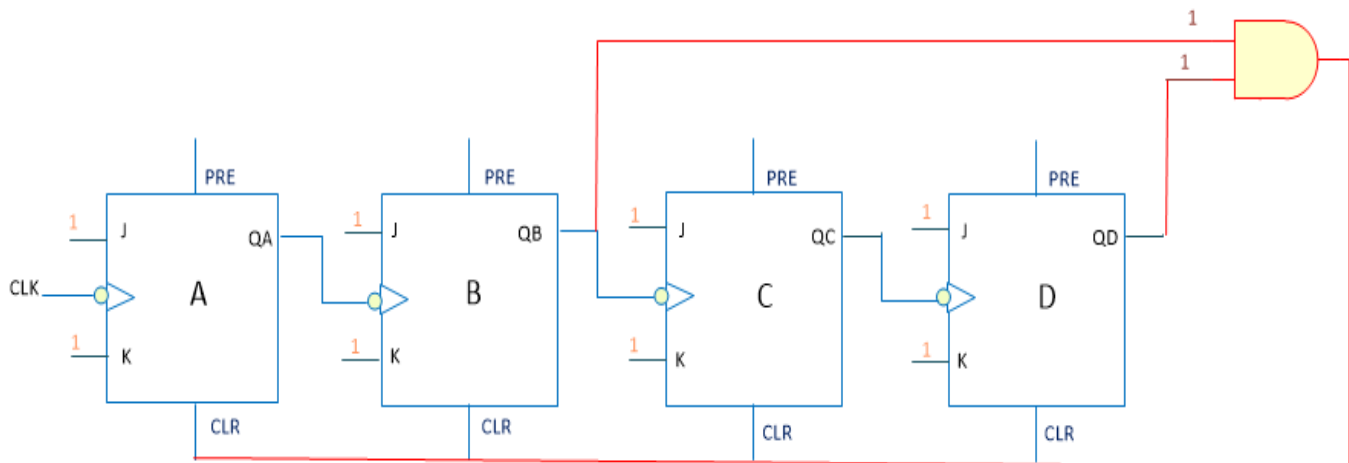 1
1
PRE PRE PRE PRE
1 J QA 1 J QB 1 J QC 1 J QD
CLK A B C D
1 K 1 K 1 K 1 K
CLR CLR CLR CLR